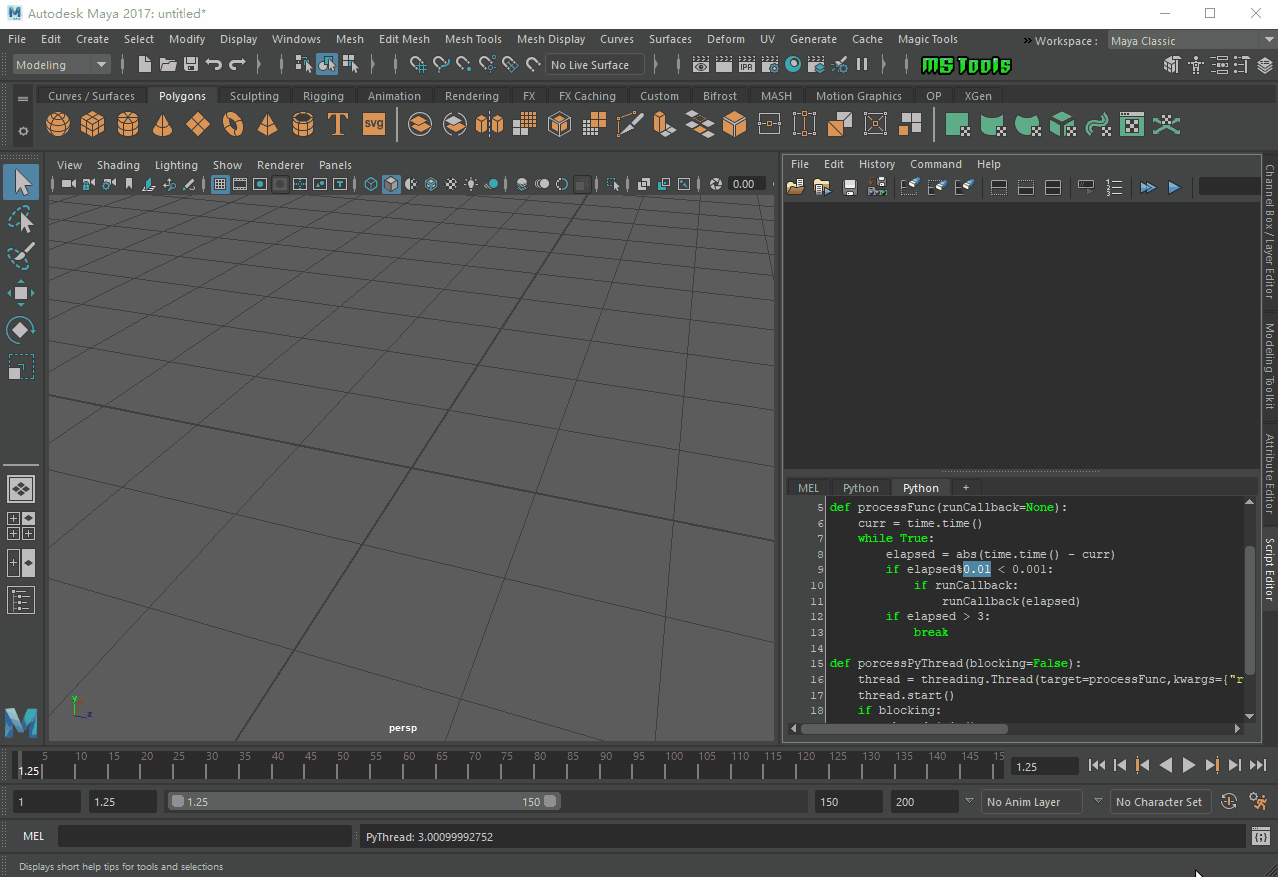 Autodesk Maya 2017: untitled*
File Edit Create Select Modify Display Windows Mesh Edit Mesh Mesh Tools Mesh Display Curves Surfaces Deform UV Generate Cache Magic Tools » Workspace : Maya Classic
Modeling No Live Surface IPR MS Tools
Curves / Surfaces Polygons Sculpting Rigging Animation Rendering FX FX Caching Custom Bifrost MASH Motion Graphics OP XGen
T SVG
View Shading Lighting Show Renderer Panels
0.00
persp
y
z
File Edit History Command Help
MEL Python Python +
5 def processFunc(runCallback=None):
6 curr = time.time()
7 while True:
8 elapsed = abs(time.time() - curr)
9 if elapsed%0.01 < 0.001:
10 if runCallback:
11 runCallback(elapsed)
12 if elapsed > 3:
13 break
14
15 def porcessPyThread(blocking=False):
16 thread = threading.Thread(target=processFunc,kwargs={"r
17 thread.start()
18 if blocking:
Channel Box / Layer Editor
Modeling Toolkit
Attribute Editor
Script Editor
5 10 15 20 25 30 35 40 45 50 55 60 65 70 75 80 85 90 95 100 105 110 115 120 125 130 135 140 145 15
1.25 1.25
1 1.25 1.25 150 150 200 No Anim Layer No Character Set
MEL PyThread: 3.00099992752
Displays short help tips for tools and selections